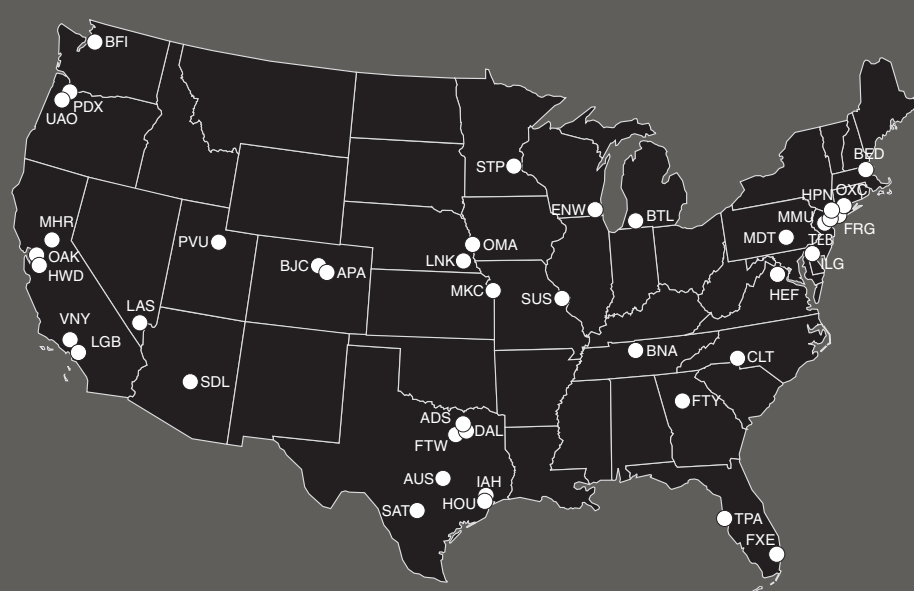 BFI
PDX
UAO
BED
STP
HPN
OXC
ENW
BTL
MMU
FRG
MHR
PVU
OMA
MDT
TEB
OAK
BJC
LNK
ILG
HWD
APA
MKC
SUS
HEF
LAS
VNY
LGB
BNA
CLT
SDL
FTY
ADS
DAL
FTW
AUS
IAH
HOU
SAT
TPA
FXE